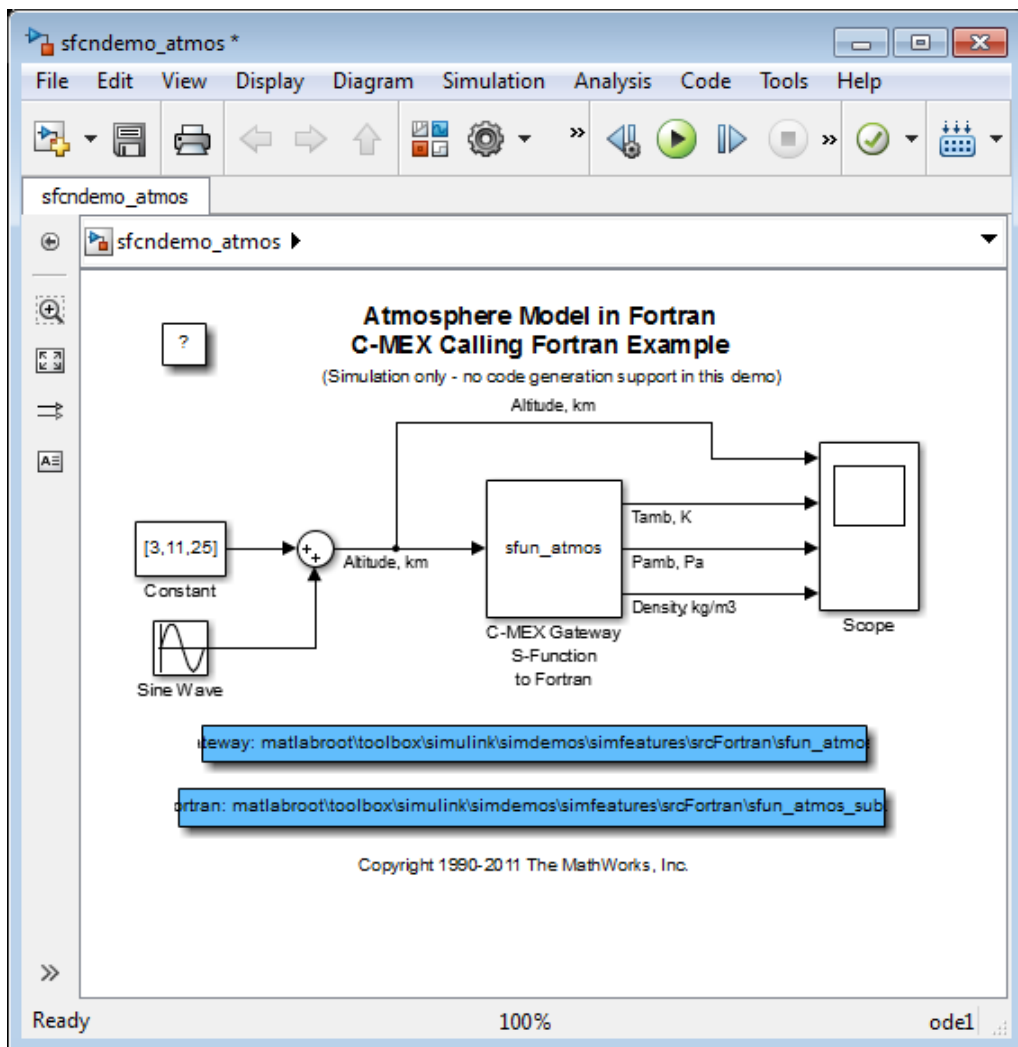 sfcndemo_atmos *
File Edit View Display Diagram Simulation Analysis Code Tools Help
sfcndemo_atmos
sfcndemo_atmos
?
Atmosphere Model in Fortran
C-MEX Calling Fortran Example
(Simulation only - no code generation support in this demo)
Altitude, km
[3,11,25]
Constant
Altitude, km
sfun_atmos
Tamb, K
Pamb, Pa
Density, kg/m3
C-MEX Gateway
S-Function
to Fortran
Scope
Sine Wave
teway: matlabroot\toolbox\simulink\simdemos\simfeatures\srcFortran\sfun_atmos
ortran: matlabroot\toolbox\simulink\simdemos\simfeatures\srcFortran\sfun_atmos_sub
Copyright 1990-2011 The MathWorks, Inc.
Ready 100% ode1